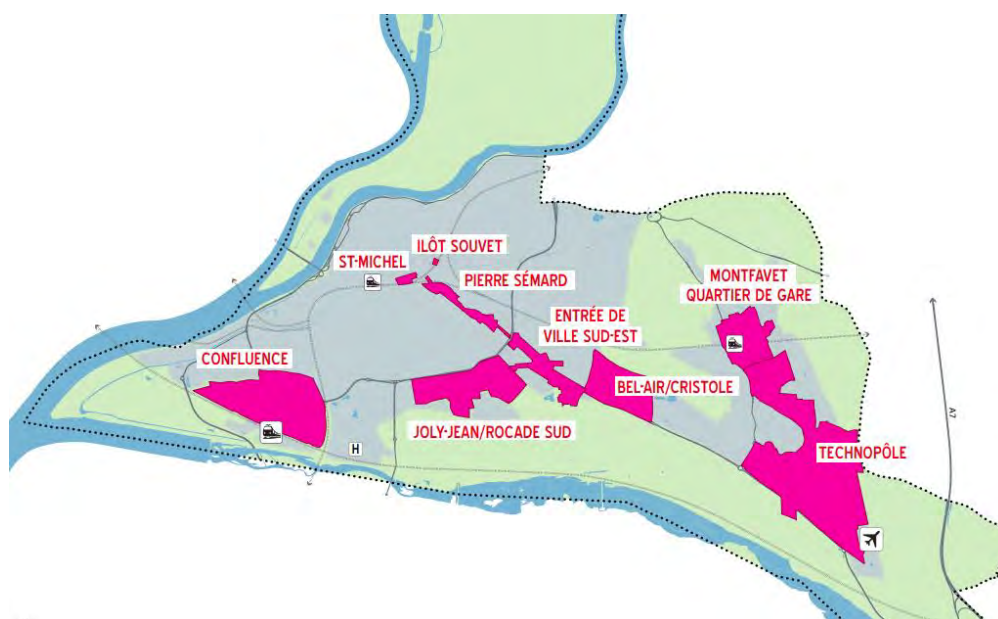 ILÔT SOUVET
ST-MICHEL
PIERRE SÉMARD
MONTFAVET
QUARTIER DE GARE
ENTRÉE DE
VILLE SUD-EST
CONFLUENCE
BEL-AIR/CRISTOLE
A7
JOLY-JEAN/ROCADE SUD
H
TECHNOPÔLE